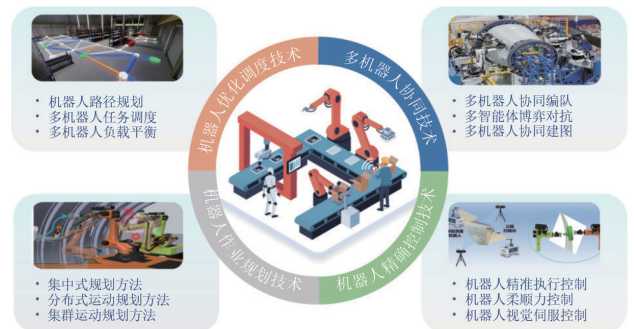 机器人优化调度技术
多机器人协同技术
机器人作业规划技术
机器人精确控制技术
• 机器人路径规划
• 多机器人任务调度
• 多机器人负载平衡
• 多机器人协同编队
• 多智能体博弈对抗
• 多机器人协同建图
• 集中式规划方法
• 分布式运动规划方法
• 集群运动规划方法
• 机器人精准执行控制
• 机器人柔顺力控制
• 机器人视觉伺服控制